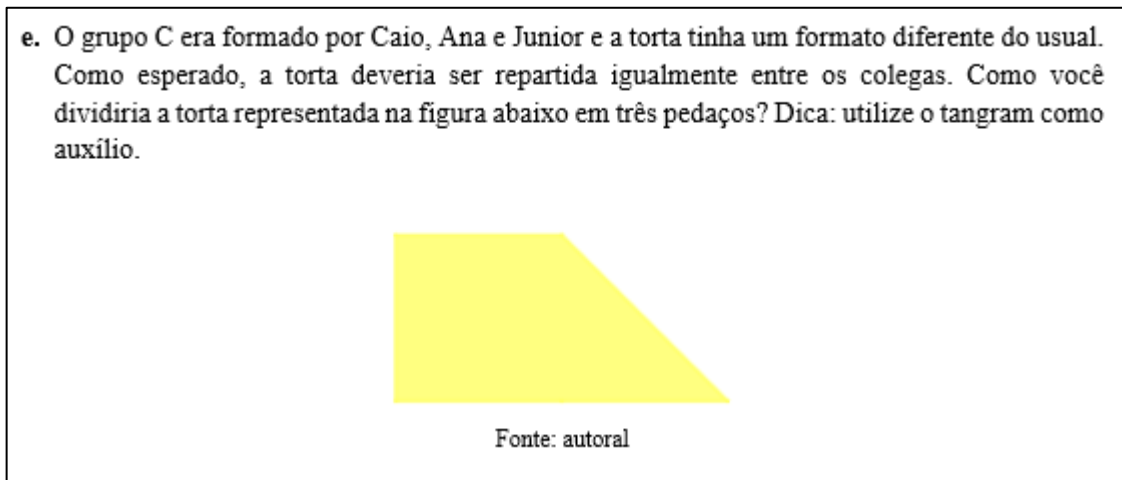 e. O grupo C era formado por Caio, Ana e Junior e a torta tinha um formato diferente do usual.
Como esperado, a torta deveria ser repartida igualmente entre os colegas. Como você
dividiria a torta representada na figura abaixo em três pedaços? Dica: utilize o tangram como
auxílio.
Fonte: autoral